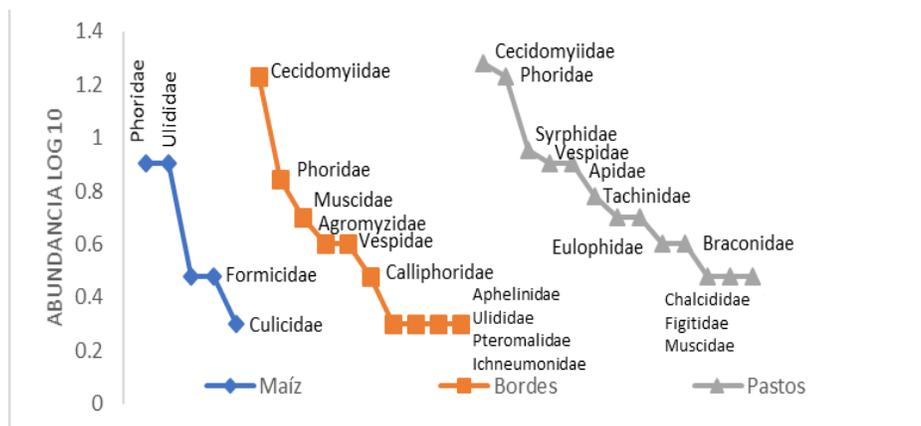 ABUNDANCIA LOG 10
1.4
1.2
1
0.8
0.6
0.4
0.2
0
Phoridae
Ulididae
Formicidae
Culicidae
Cecidomyiidae
Phoridae
Muscidae
Agromyzidae
Vespidae
Calliphoridae
Aphelinidae
Ulididae
Pteromalidae
Ichneumonidae
Cecidomyiidae
Phoridae
Syrphidae
Vespidae
Apidae
Tachinidae
Eulophidae
Braconidae
Chalcididae
Figitidae
Muscidae
Maíz
Bordes
Pastos